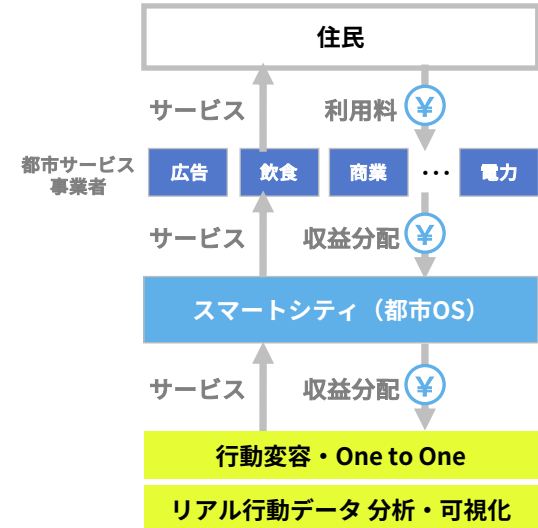 住民
サービス
利用料
¥
都市サービス
事業者
広告
飲食
商業
…
電力
サービス
収益分配
¥
スマートシティ（都市OS）
サービス
収益分配
¥
行動変容・One to One
リアル行動データ 分析・可視化